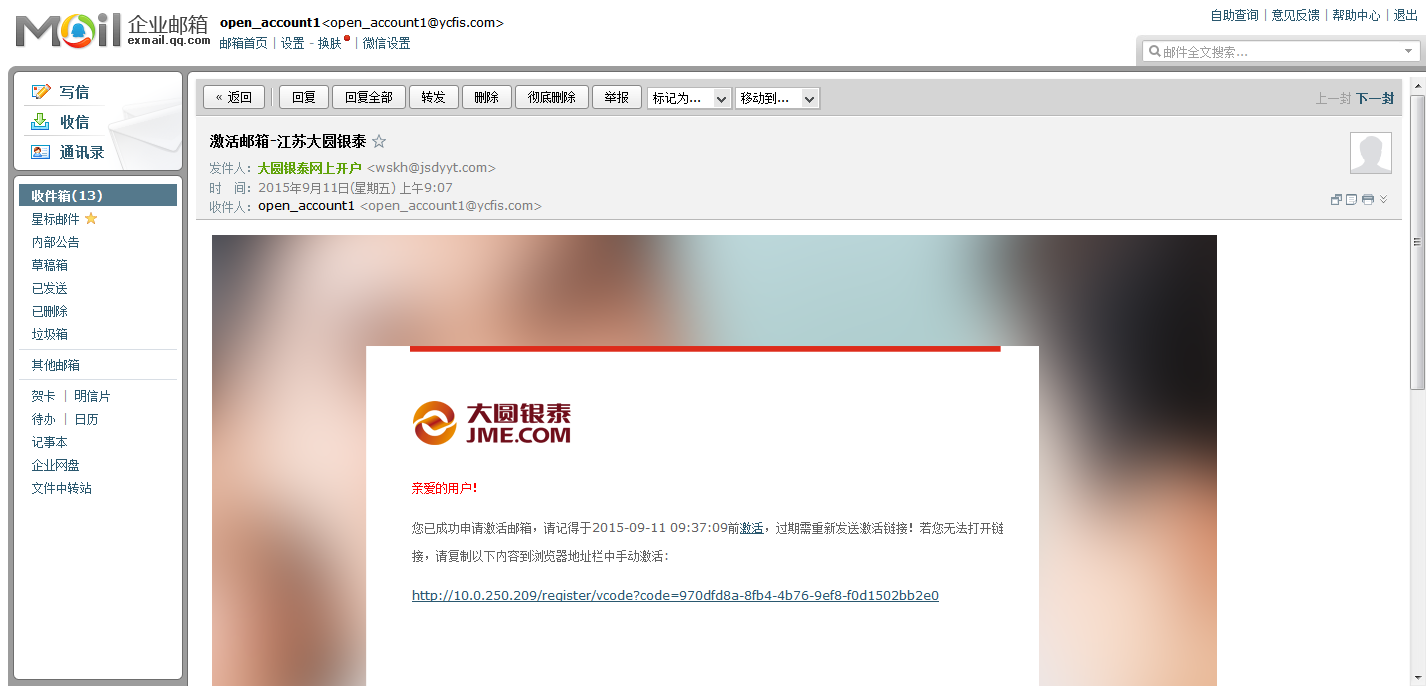 Mail 企业邮箱 exmail.qq.com
open_account1<open_account1@ycfis.com>
邮箱首页 | 设置 - 换肤 | 微信设置
自助查询 | 意见反馈 | 帮助中心 | 退出
邮件全文搜索...
写信
收信
通讯录
收件箱(13)
星标邮件
内部公告
草稿箱
已发送
已删除
垃圾箱
其他邮箱
贺卡 | 明信片
待办 | 日历
记事本
企业网盘
文件中转站
« 返回 回复 回复全部 转发 删除 彻底删除 举报 标记为... 移动到... 上一封 下一封
激活邮箱-江苏大圆银泰
发件人：大圆银泰网上开户 <wskh@jsdyyt.com>
时 间：2015年9月11日(星期五) 上午9:07
收件人：open_account1 <open_account1@ycfis.com>
大圆银泰
JME.COM
亲爱的用户！
您已成功申请激活邮箱，请记得于2015-09-11 09:37:09前激活，过期需重新发送激活链接！若您无法打开链
接，请复制以下内容到浏览器地址栏中手动激活：
http://10.0.250.209/register/vcode?code=970dfd8a-8fb4-4b76-9ef8-f0d1502bb2e0